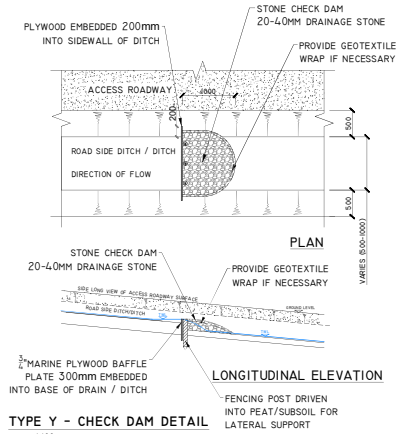 STONE CHECK DAM
20-40MM DRAINAGE STONE
PLYWOOD EMBEDDED 200mm
INTO SIDEWALL OF DITCH
PROVIDE GEOTEXTILE
WRAP IF NECESSARY
ACCESS ROADWAY
200
500
ROAD SIDE DITCH / DITCH
DIRECTION OF FLOW
500
VARIES (500-1000)
PLAN
STONE CHECK DAM
20-40MM DRAINAGE STONE
PROVIDE GEOTEXTILE
WRAP IF NECESSARY
SIDE LONG VIEW OF ACCESS ROADWAY SURFACE
GROUND LEVEL
ROAD SIDE DITCH/DITCH
3/4"MARINE PLYWOOD BAFFLE
PLATE 300mm EMBEDDED
INTO BASE OF DRAIN / DITCH
LONGITUDINAL ELEVATION
FENCING POST DRIVEN
INTO PEAT/SUBSOIL FOR
LATERAL SUPPORT
TYPE Y - CHECK DAM DETAIL